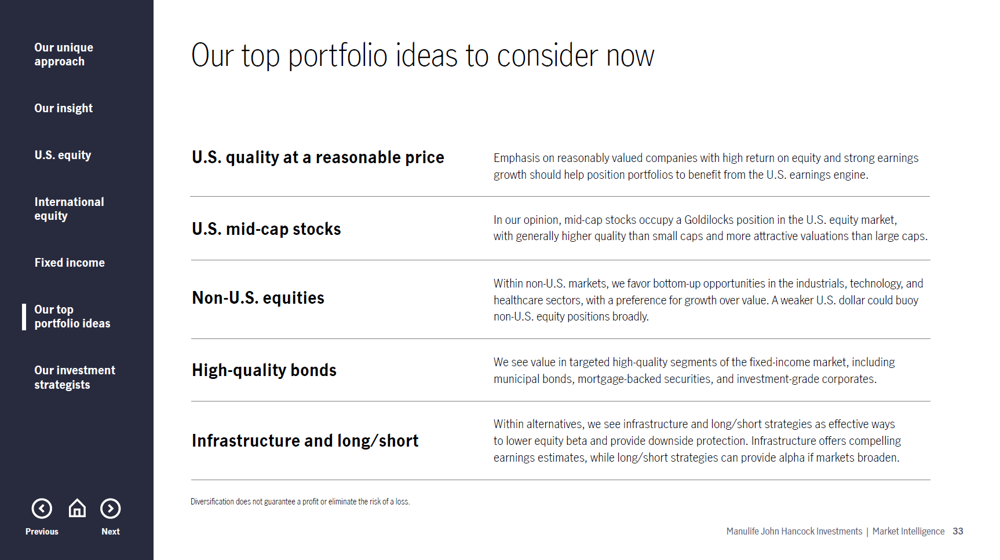 Our unique
approach
Our insight
U.S. equity
International
equity
Fixed income
Our top
portfolio ideas
Our investment
strategists
Previous
Next
Our top portfolio ideas to consider now
U.S. quality at a reasonable price
Emphasis on reasonably valued companies with high return on equity and strong earnings
growth should help position portfolios to benefit from the U.S. earnings engine.
U.S. mid-cap stocks
In our opinion, mid-cap stocks occupy a Goldilocks position in the U.S. equity market,
with generally higher quality than small caps and more attractive valuations than large caps.
Non-U.S. equities
Within non-U.S. markets, we favor bottom-up opportunities in the industrials, technology, and
healthcare sectors, with a preference for growth over value. A weaker U.S. dollar could buoy
non-U.S. equity positions broadly.
High-quality bonds
We see value in targeted high-quality segments of the fixed-income market, including
municipal bonds, mortgage-backed securities, and investment-grade corporates.
Infrastructure and long/short
Within alternatives, we see infrastructure and long/short strategies as effective ways
to lower equity beta and provide downside protection. Infrastructure offers compelling
earnings estimates, while long/short strategies can provide alpha if markets broaden.
Diversification does not guarantee a profit or eliminate the risk of a loss.
Manulife John Hancock Investments | Market Intelligence 33